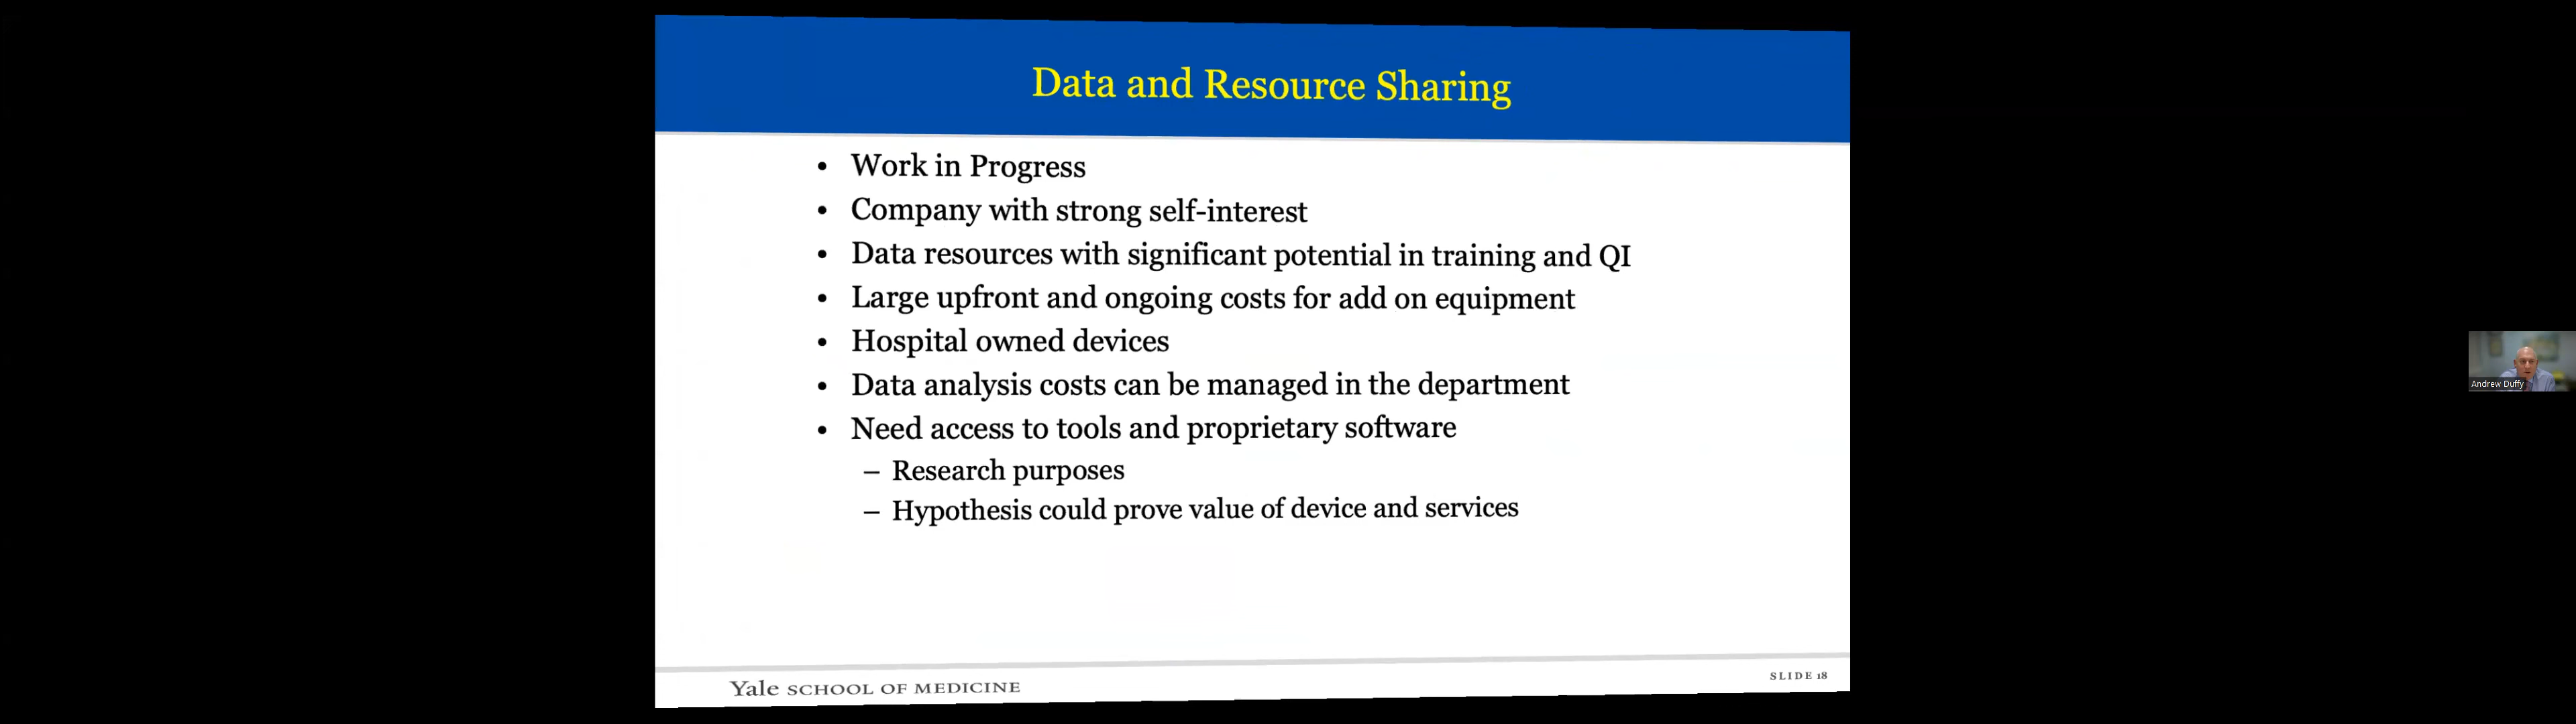 Data and Resource Sharing
• Work in Progress
• Company with strong self-interest
• Data resources with significant potential in training and QI
• Large upfront and ongoing costs for add on equipment
• Hospital owned devices
• Data analysis costs can be managed in the department
• Need access to tools and proprietary software
– Research purposes
– Hypothesis could prove value of device and services
Yale SCHOOL OF MEDICINE
SLIDE 18
Andrew Duffy